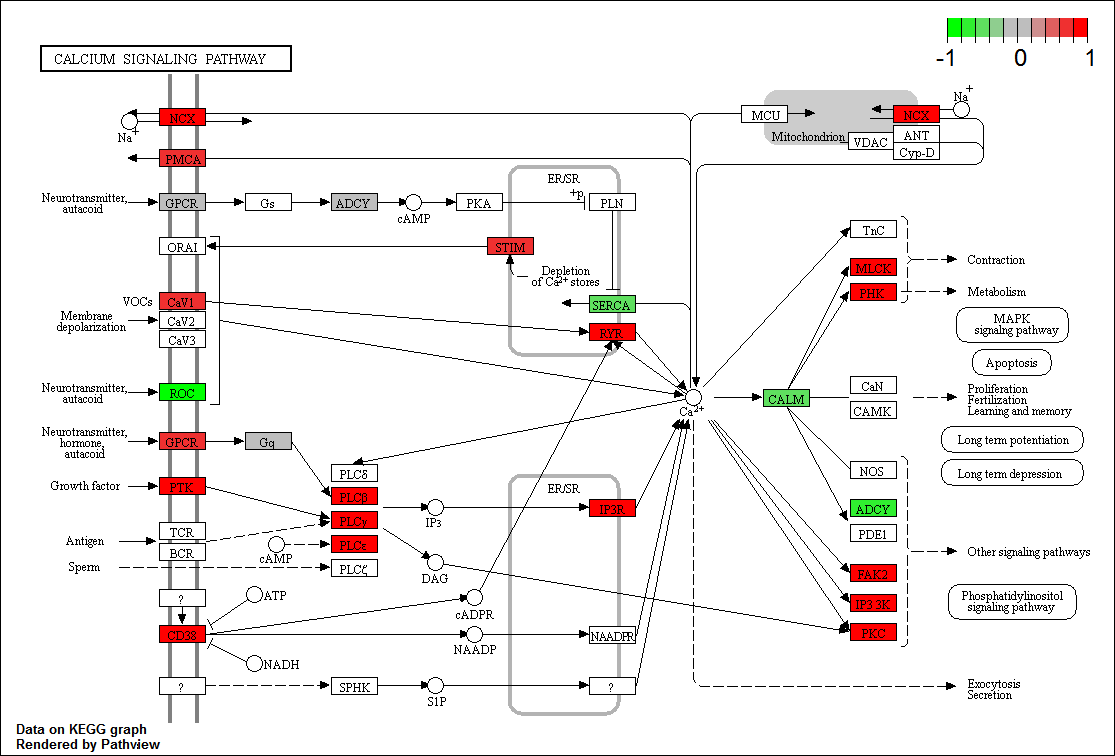 -1 0 1
CALCIUM SIGNALING PATHWAY
Na+
NCX
Na+
MCU
NCX
Mitochondrion
VDAC
ANT
Cyp-D
PMCA
ER/SR
Neurotransmitter,
autacoid
GPCR
Gs
ADCY
cAMP
PKA
+p
PLN
ORAI
STIM
Depletion
of Ca2+ stores
TnC
MLCK
Contraction
PHK
Metabolism
VOCs
CaV1
SERCA
Membrane
depolarization
CaV2
CaV3
RYR
MAPK
signalng pathway
Apoptosis
Neurotransmitter,
autacoid
ROC
Ca2+
CALM
CaN
CAMK
Proliferation
Fertilization
Learning and memory
Neurotransmitter,
hormone,
autacoid
GPCR
Gq
Long term potentiation
PLCδ
ER/SR
NOS
Long term depression
Growth factor
PTK
PLCβ
PLCγ
IP3
IP3R
ADCY
PDE1
Antigen
TCR
BCR
cAMP
PLCε
Other signaling pathways
Sperm
PLCζ
DAG
FAK2
?
ATP
cADPR
IP3 3K
Phosphatidylinositol
signaling pathway
CD38
NAADP
NAADPR
PKC
NADH
?
SPHK
S1P
?
Exocytosis
Secretion
Data on KEGG graph
Rendered by Pathview